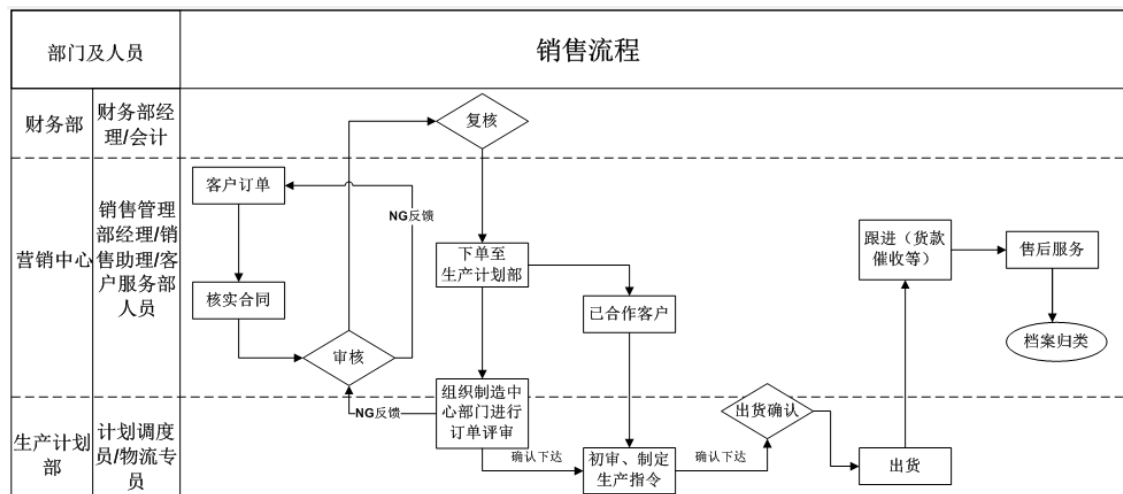 部门及人员
销售流程
财务部
财务部经
理/会计
复核
客户订单
NG反馈
营销中心
销售管理
部经理/销
售助理/客
户服务部
人员
下单至
生产计划部
跟进（货款
催收等）
售后服务
核实合同
已合作客户
审核
档案归类
组织制造中
心部门进行
订单评审
NG反馈
出货确认
生产计划
部
计划调度
员/物流专
员
确认下达
初审、制定
生产指令
确认下达
出货